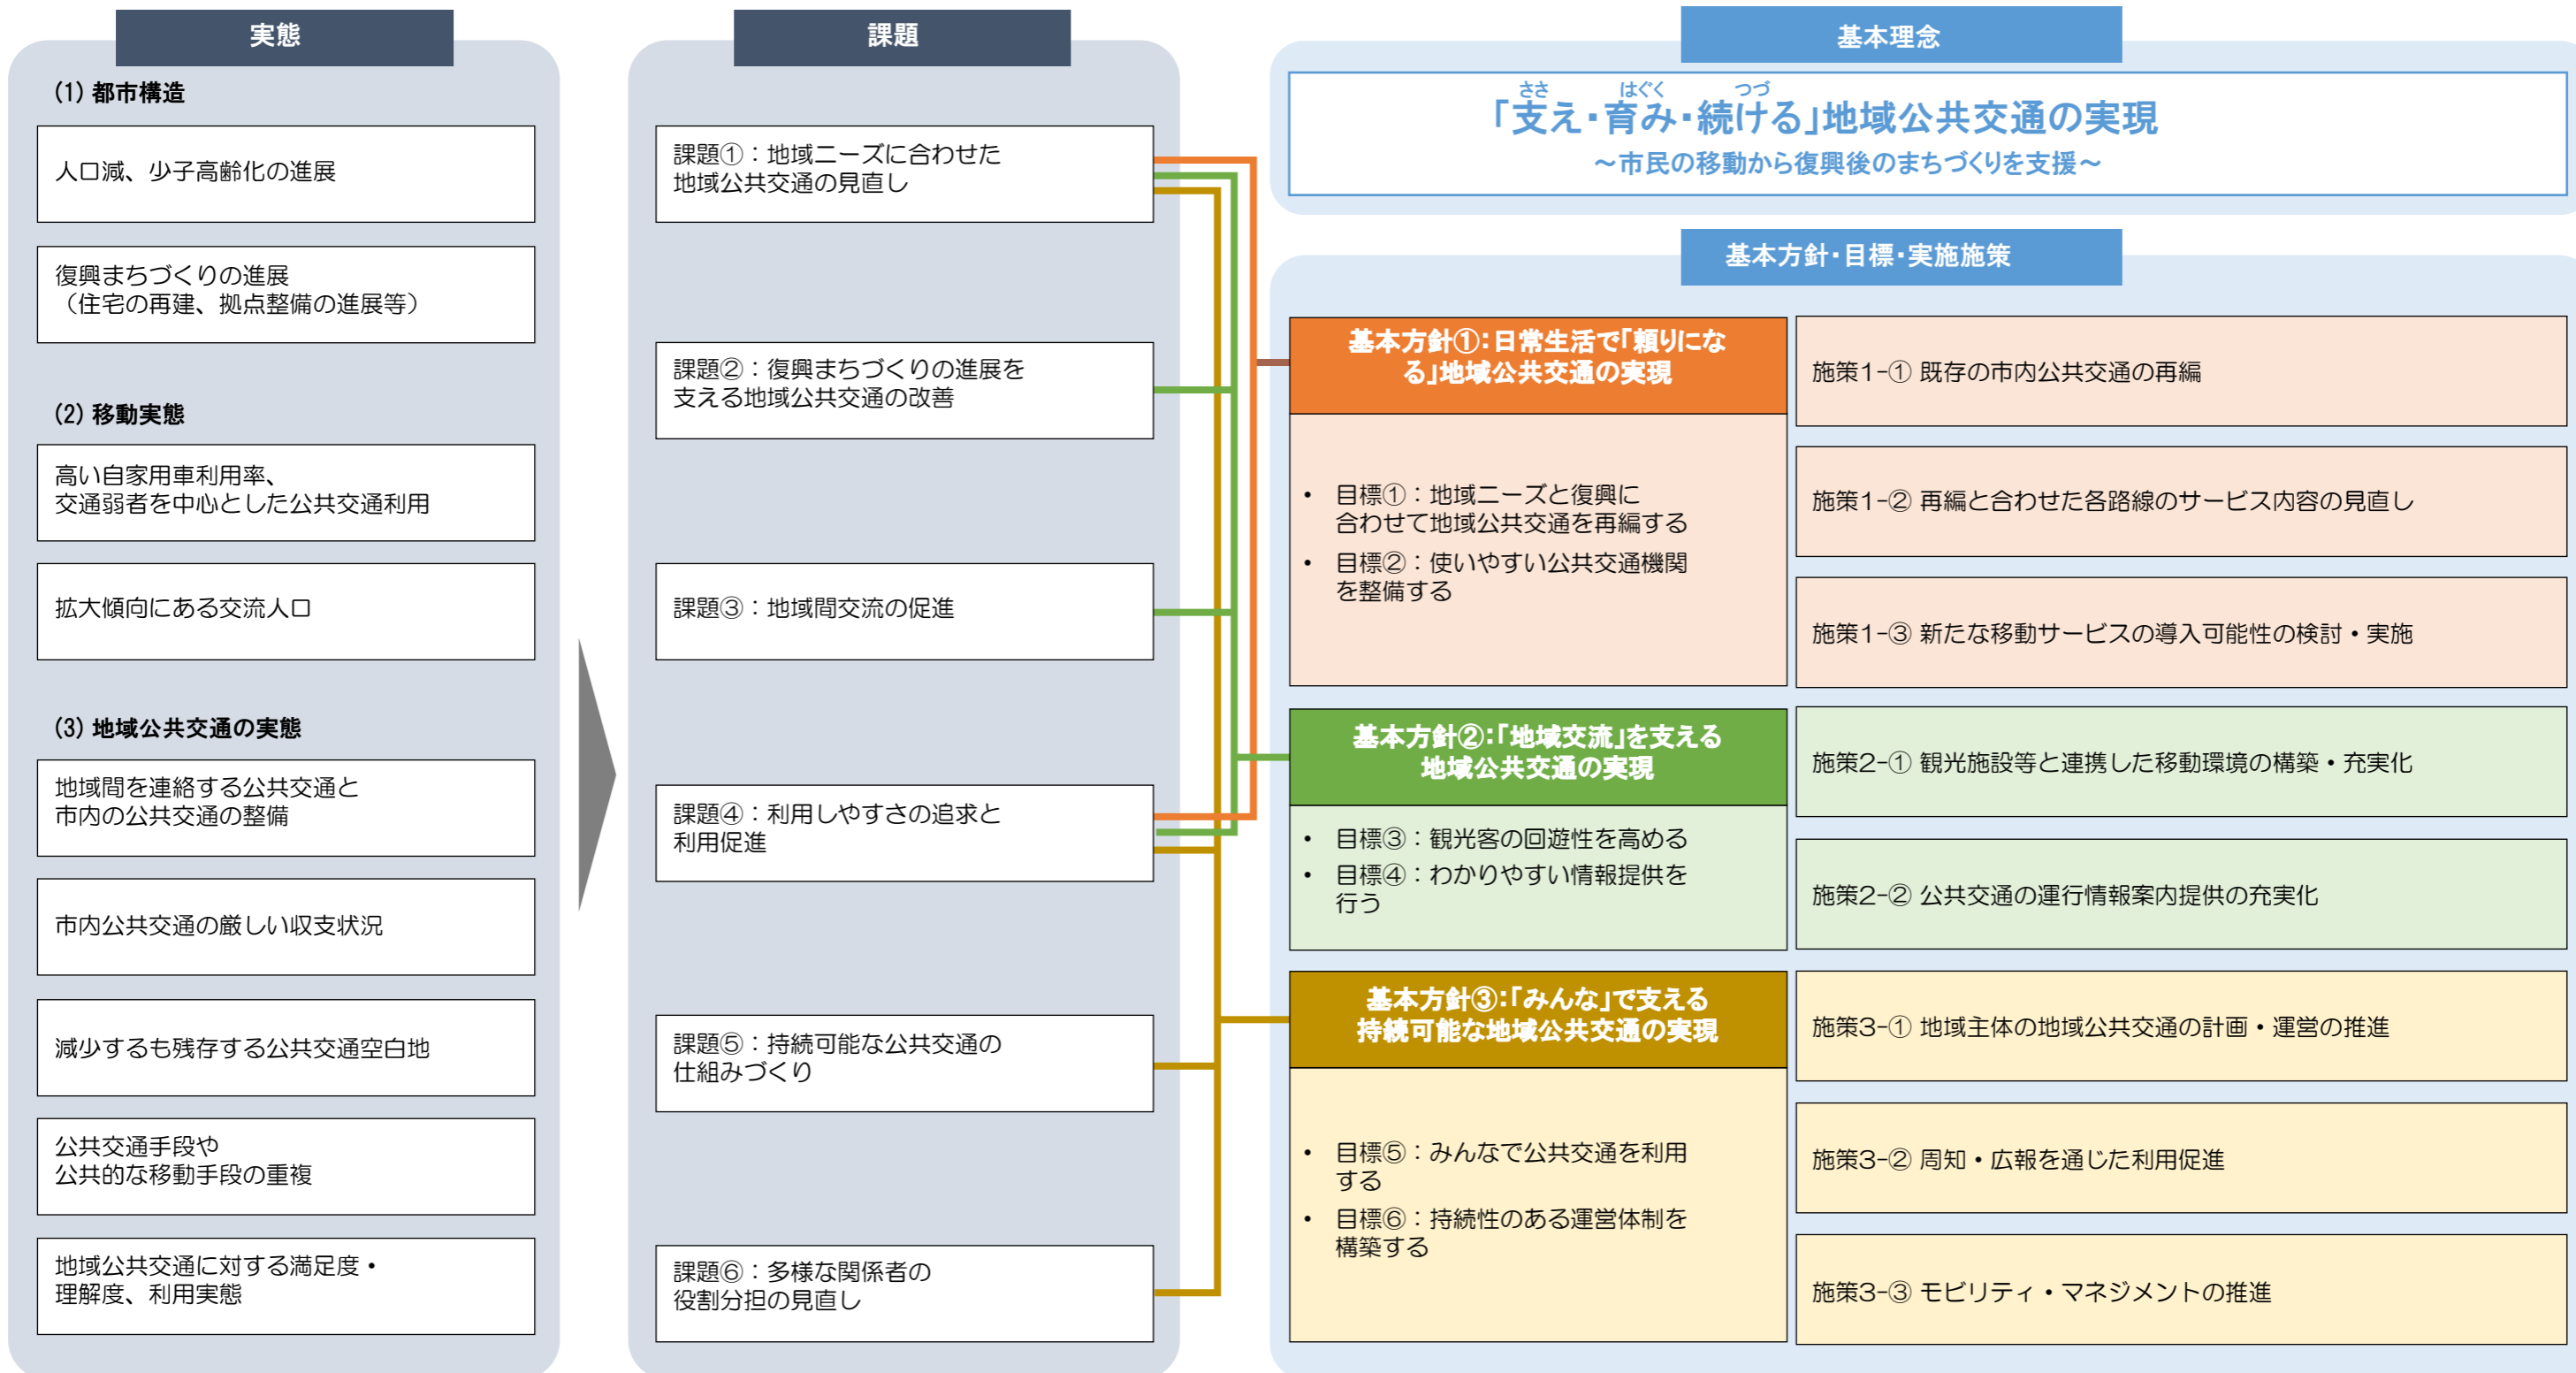 実態
(1) 都市構造
人口減、少子高齢化の進展
復興まちづくりの進展
（住宅の再建、拠点整備の進展等）
(2) 移動実態
高い自家用車利用率、
交通弱者を中心とした公共交通利用
拡大傾向にある交流人口
(3) 地域公共交通の実態
地域間を連絡する公共交通と
市内の公共交通の整備
市内公共交通の厳しい収支状況
減少するも残存する公共交通空白地
公共交通手段や
公共的な移動手段の重複
地域公共交通に対する満足度・
理解度、利用実態
課題
課題①：地域ニーズに合わせた
地域公共交通の見直し
課題②：復興まちづくりの進展を
支える地域公共交通の改善
課題③：地域間交流の促進
課題④：利用しやすさの追求と
利用促進
課題⑤：持続可能な公共交通の
仕組みづくり
課題⑥：多様な関係者の
役割分担の見直し
基本理念
ささ はぐく つづ
「支え・育み・続ける」地域公共交通の実現
～市民の移動から復興後のまちづくりを支援～
基本方針・目標・実施施策
基本方針①：日常生活で「頼りにな
る」地域公共交通の実現
• 目標①：地域ニーズと復興に
合わせて地域公共交通を再編する
• 目標②：使いやすい公共交通機関
を整備する
施策1-① 既存の市内公共交通の再編
施策1-② 再編と合わせた各路線のサービス内容の見直し
施策1-③ 新たな移動サービスの導入可能性の検討・実施
基本方針②：「地域交流」を支える
地域公共交通の実現
• 目標③：観光客の回遊性を高める
• 目標④：わかりやすい情報提供を
行う
施策2-① 観光施設等と連携した移動環境の構築・充実化
施策2-② 公共交通の運行情報案内提供の充実化
基本方針③：「みんな」で支える
持続可能な地域公共交通の実現
• 目標⑤：みんなで公共交通を利用
する
• 目標⑥：持続性のある運営体制を
構築する
施策3-① 地域主体の地域公共交通の計画・運営の推進
施策3-② 周知・広報を通じた利用促進
施策3-③ モビリティ・マネジメントの推進